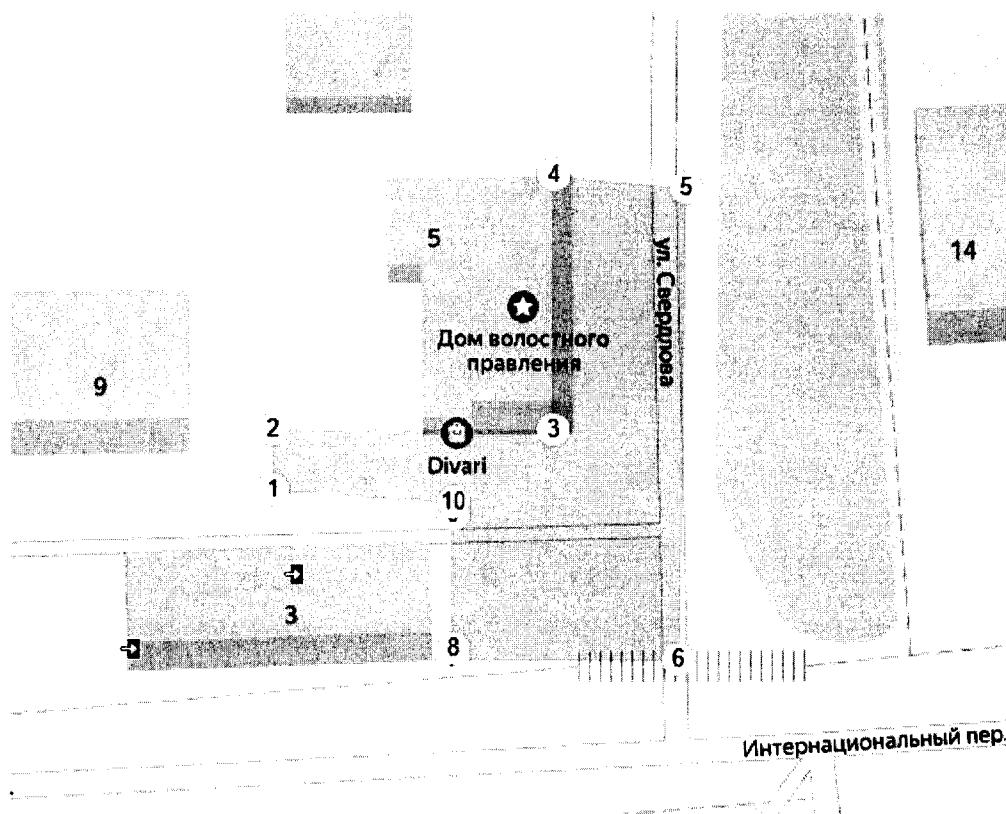 4
5
5
ул. Свердлова
14
Дом волостного
правления
9
2
3
Divari
1
10
3
8
6
Интернациональный пер.